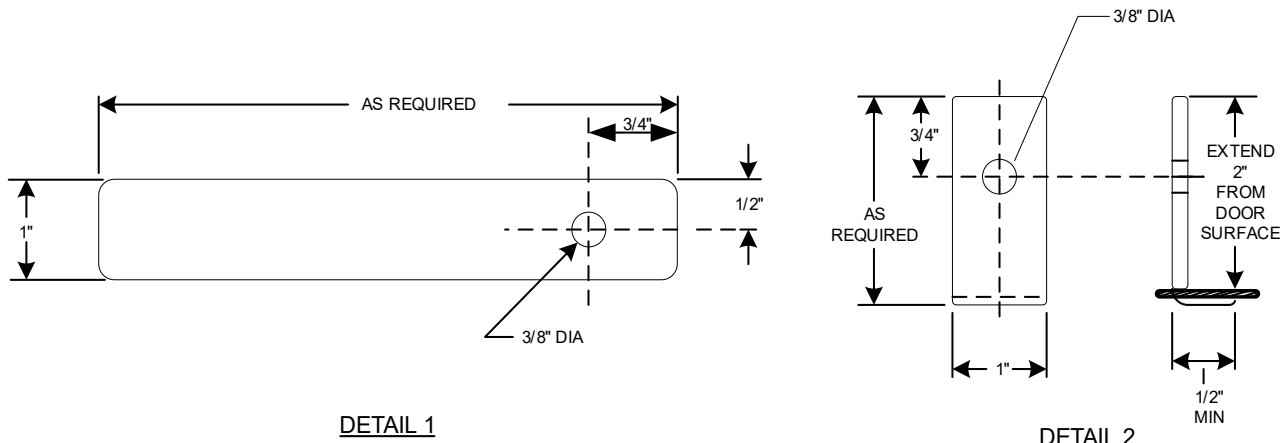 AS REQUIRED
3/4"
1"
1/2"
3/8" DIA
DETAIL 1
3/8" DIA
3/4"
AS
REQUIRED
1"
EXTEND
2"
FROM
DOOR
SURFACE
1/2"
MIN
DETAIL 2